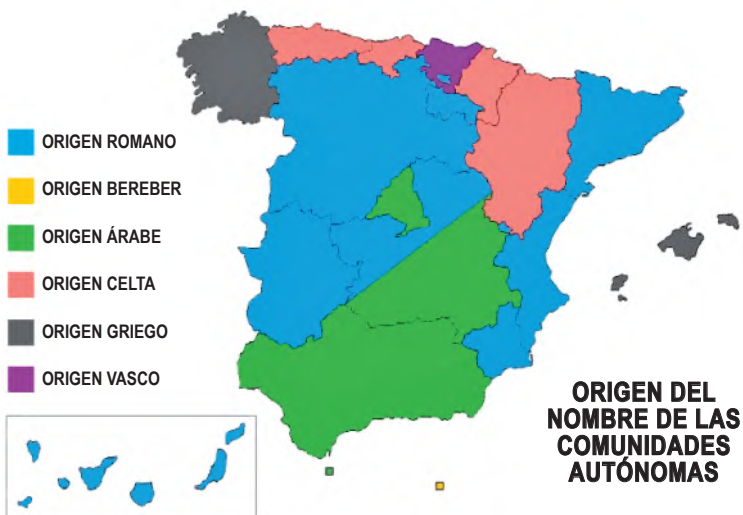 ORIGEN ROMANO
ORIGEN BEREBER
ORIGEN ÁRABE
ORIGEN CELTA
ORIGEN GRIEGO
ORIGEN VASCO
ORIGEN DEL
NOMBRE DE LAS
COMUNIDADES
AUTÓNOMAS